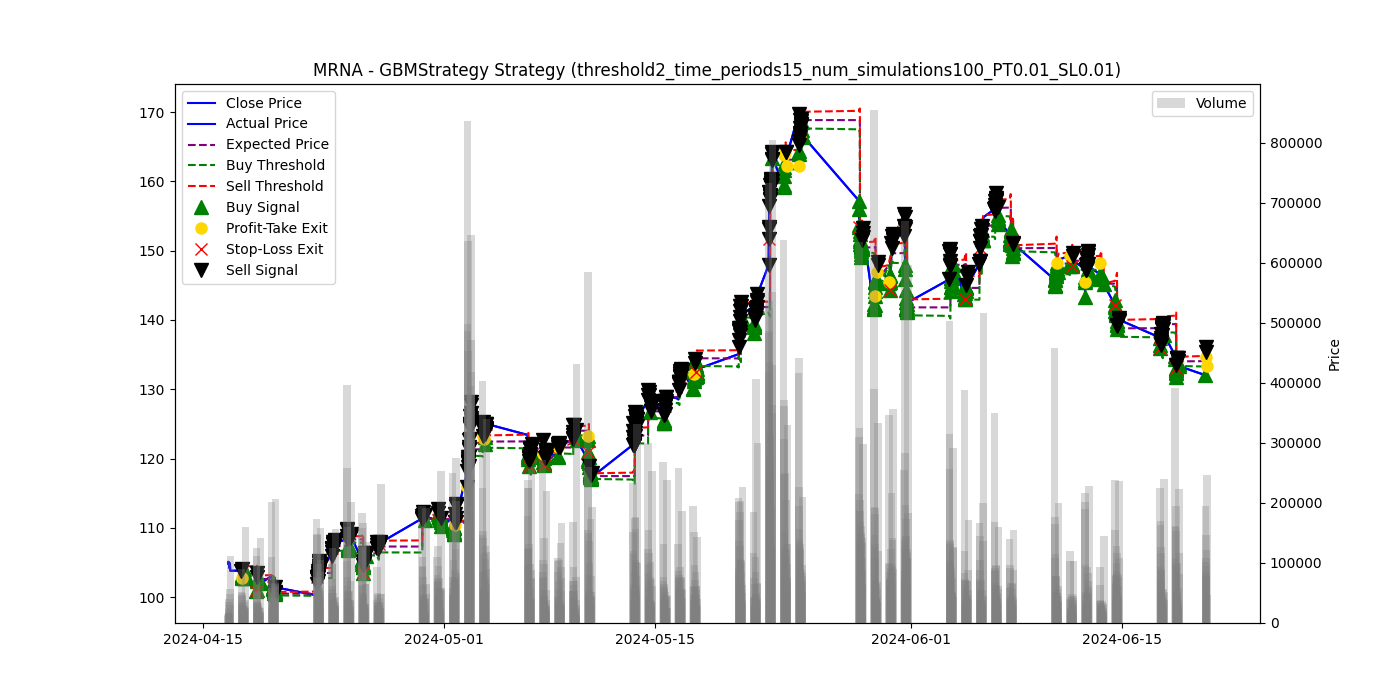 MRNA - GBMStrategy Strategy (threshold2_time_periods15_num_simulations100_PT0.01_SL0.01)
Close Price
Actual Price
Expected Price
Buy Threshold
Sell Threshold
Buy Signal
Profit-Take Exit
Stop-Loss Exit
Sell Signal
Volume
170
160
150
140
130
120
110
100
800000
700000
600000
500000
400000
300000
200000
100000
0
Price
2024-04-15
2024-05-01
2024-05-15
2024-06-01
2024-06-15